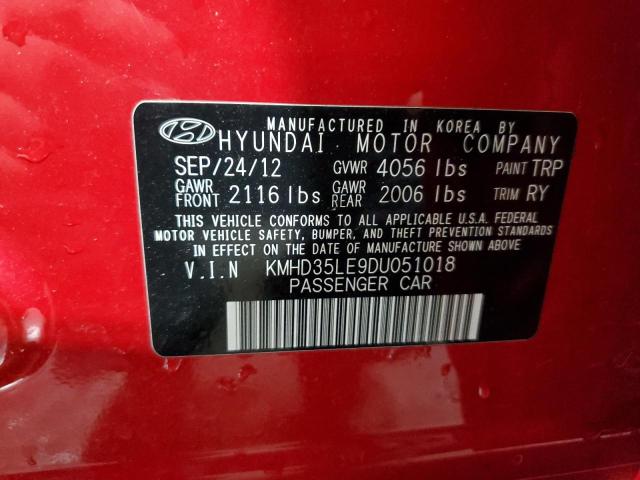 MANUFACTURED IN KOREA BY
HYUNDAI MOTOR COMPANY
SEP/24/12 GVWR 4056 lbs PAINT TRP
GAWR FRONT 2116 lbs GAWR REAR 2006 lbs TRIM RY
THIS VEHICLE CONFORMS TO ALL APPLICABLE U.S.A. FEDERAL
MOTOR VEHICLE SAFETY, BUMPER, AND THEFT PREVENTION
STANDARDS IN EFFECT ON THE DATE OF MANUFACTURE SHOWN ABOVE
V.I.N KMHD35LE9DU051018
PASSENGER CAR